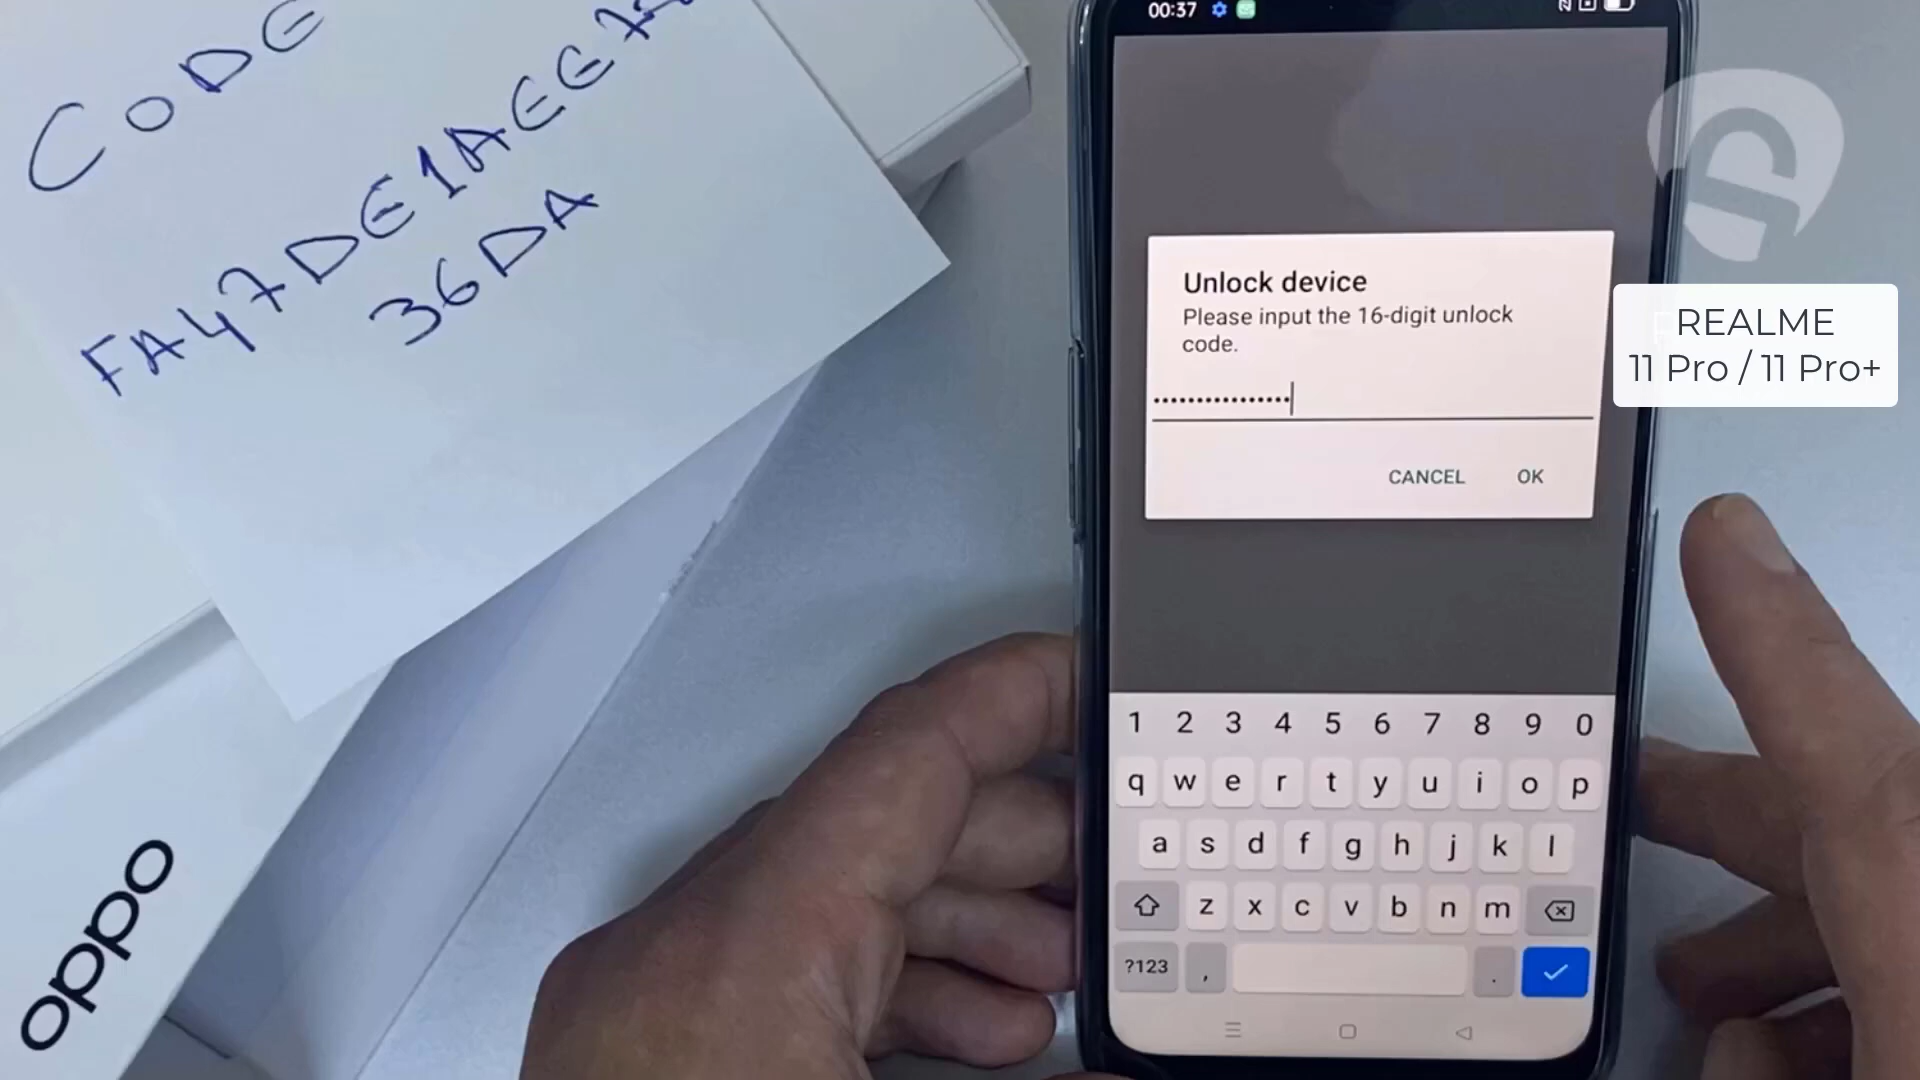 CODE
FA47DE1AEE7
36DA
oppo
00:37
Unlock device
Please input the 16-digit unlock
code.
CANCEL OK
REALME
11 Pro / 11 Pro+
1 2 3 4 5 6 7 8 9 0
q w e r t y u i o p
a s d f g h j k l
z x c v b n m
?123 , .